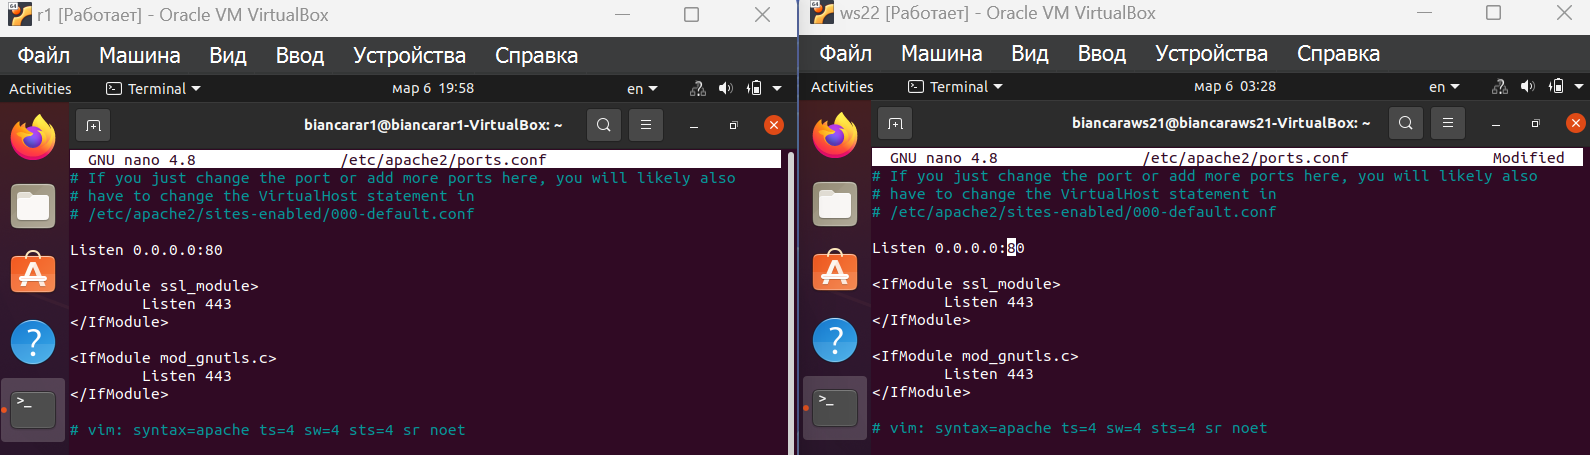 r1 [Работает] - Oracle VM VirtualBox
Файл Машина Вид Ввод Устройства Справка
Activities Terminal мар 6 19:58 en
biancarar1@biancarar1-VirtualBox: ~
GNU nano 4.8 /etc/apache2/ports.conf
# If you just change the port or add more ports here, you will likely also
# have to change the VirtualHost statement in
# /etc/apache2/sites-enabled/000-default.conf
Listen 0.0.0.0:80
<IfModule ssl_module>
Listen 443
</IfModule>
<IfModule mod_gnutls.c>
Listen 443
</IfModule>
# vim: syntax=apache ts=4 sw=4 sts=4 sr noet
ws22 [Работает] - Oracle VM VirtualBox
Файл Машина Вид Ввод Устройства Справка
Activities Terminal мар 6 03:28 en
biancaraws21@biancaraws21-VirtualBox: ~
GNU nano 4.8 /etc/apache2/ports.conf Modified
# If you just change the port or add more ports here, you will likely also
# have to change the VirtualHost statement in
# /etc/apache2/sites-enabled/000-default.conf
Listen 0.0.0.0:80
<IfModule ssl_module>
Listen 443
</IfModule>
<IfModule mod_gnutls.c>
Listen 443
</IfModule>
# vim: syntax=apache ts=4 sw=4 sts=4 sr noet